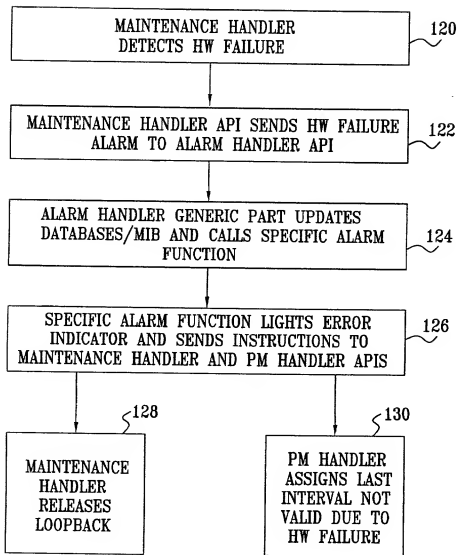 MAINTENANCE HANDLER
DETECTS HW FAILURE
120
MAINTENANCE HANDLER API SENDS HW FAILURE
ALARM TO ALARM HANDLER API
122
ALARM HANDLER GENERIC PART UPDATES
DATABASES/MIB AND CALLS SPECIFIC ALARM
FUNCTION
124
SPECIFIC ALARM FUNCTION LIGHTS ERROR
INDICATOR AND SENDS INSTRUCTIONS TO
MAINTENANCE HANDLER AND PM HANDLER APIS
126
128
MAINTENANCE
HANDLER
RELEASES
LOOPBACK
130
PM HANDLER
ASSIGNS LAST
INTERVAL NOT
VALID DUE TO
HW FAILURE